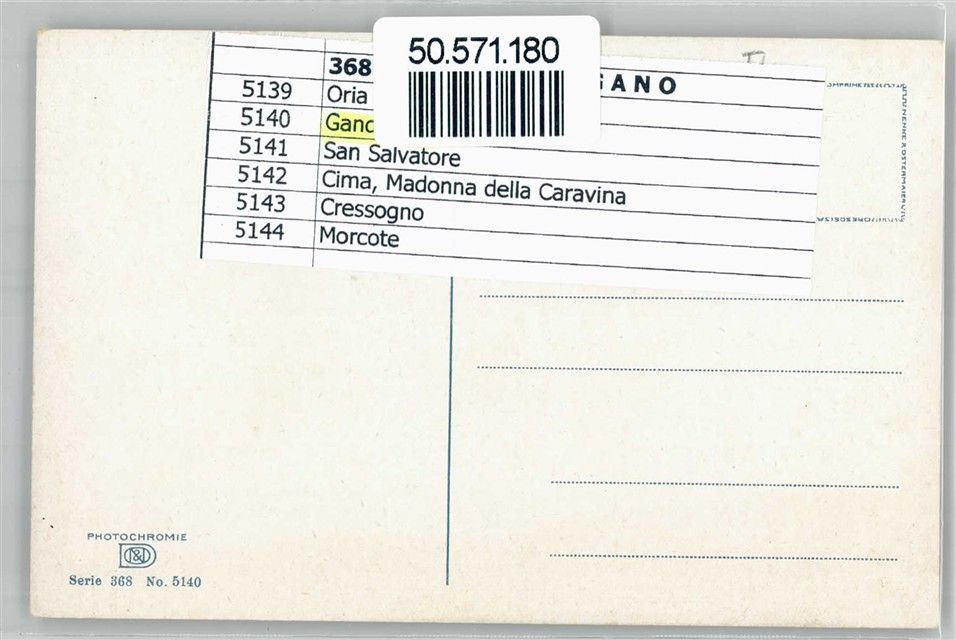 50.571.180
368 GANO
5139 Oria
5140 Gand
5141 San Salvatore
5142 Cima, Madonna della Caravina
5143 Cressogno
5144 Morcote
PHOTOCHROMIE
Serie 368 No. 5140